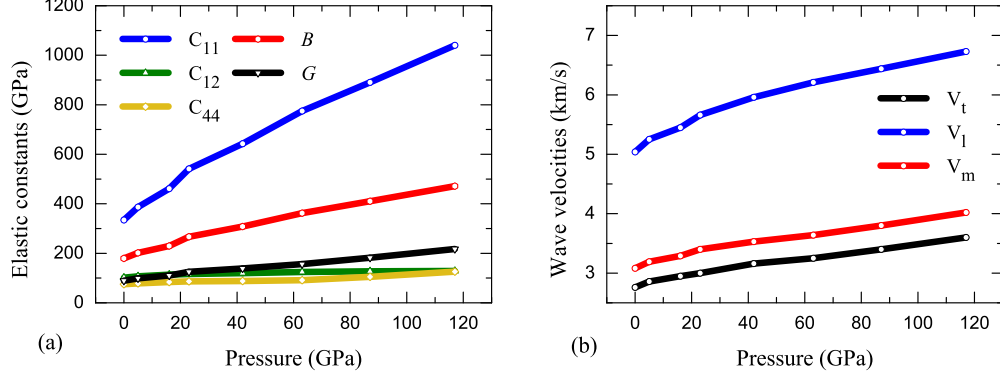 1200
1000
800
600
400
200
0
Elastic constants (GPa)
C11
B
C12
G
C44
0
20
40
60
80
100
120
Pressure (GPa)
(a)
7
6
5
4
3
Wave velocities (km/s)
Vt
Vl
Vm
0
20
40
60
80
100
120
Pressure (GPa)
(b)